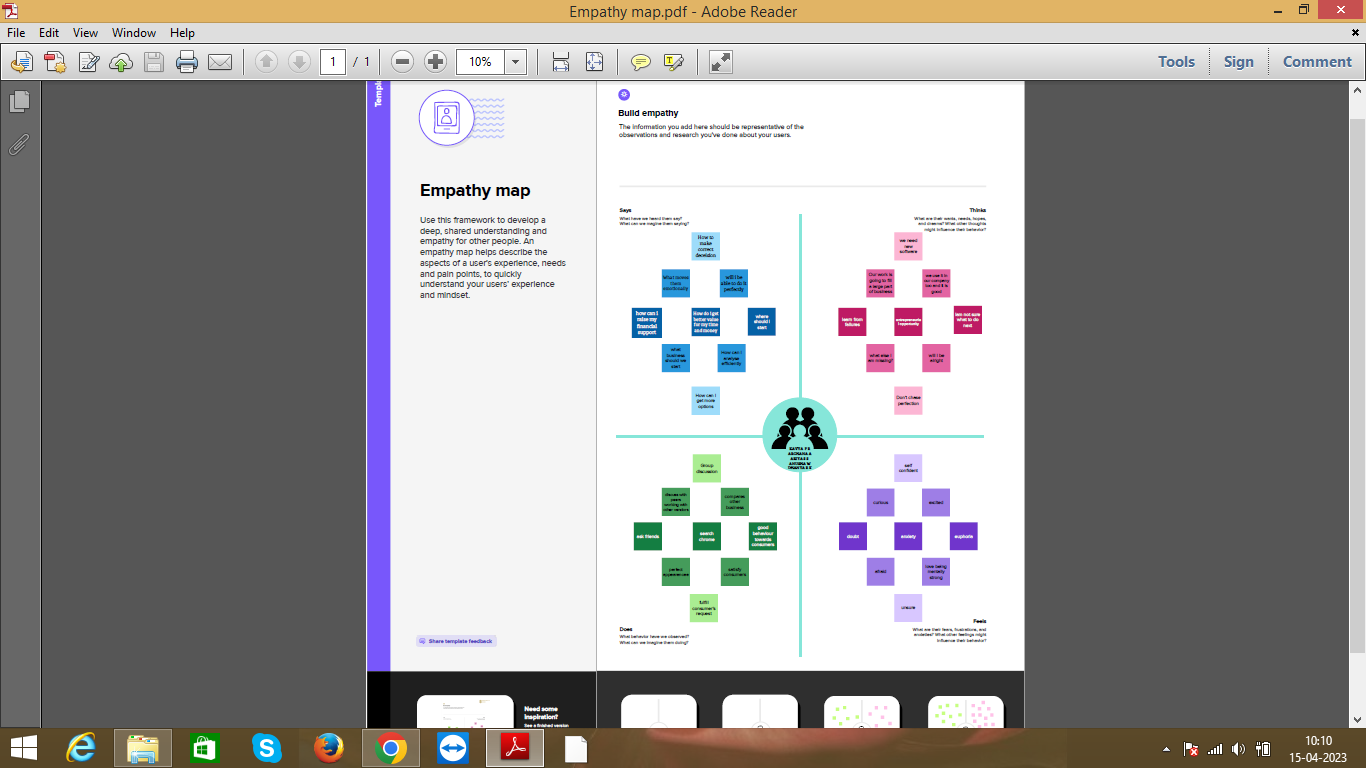 Empathy map.pdf - Adobe Reader
File Edit View Window Help
1 / 1 10% Tools Sign Comment
Build empathy
The information you add here should be representative of the
observations and research you've done about your users.
Empathy map
Use this framework to develop a
deep, shared understanding and
empathy for other people. An
empathy map helps describe the
aspects of a user's experience, needs
and pain points, to quickly
understand your users' experience
and mindset.
Share template feedback
Says
What have we heard them say?
What can we imagine them saying?
How to
make
correct
what moves
them
emotionally
will I be
able to do it
perfectly
how can I
raise my
financial
support
How do I get
better value
for my time
and money
where
should I
start
what
business
should we
start
How can I
analyse
efficiently
How can I
get more
options
Thinks
What are their wants, needs, hopes,
and dreams? What other thoughts
might influence their behavior?
we need
new
software
Our work is
going to fill
a large part
of business
we use it in
our company
too and it is
good
learn from
failures
iam not sure
what to do
next
what else I
am missing?
will I be
alright
Don't chase
perfection
Group
discussion
discuss with
peers
working with
other vendors
companies,
other
business
ask friends
search
chrome
good
behaviour
towards
consumers
perfect
appearances
satisfy
consumers
fulfil
consumer's
request
Does
What behavior have we observed?
What can we imagine them doing?
self
confident
curious
excited
doubt
anxiety
euphoria
afraid
love being
mentally
strong
unsure
Feels
What are their fears, frustrations, and
anxieties? What other feelings might
influence their behavior?
Need some
inspiration?
See a finished version
10:10
15-04-2023